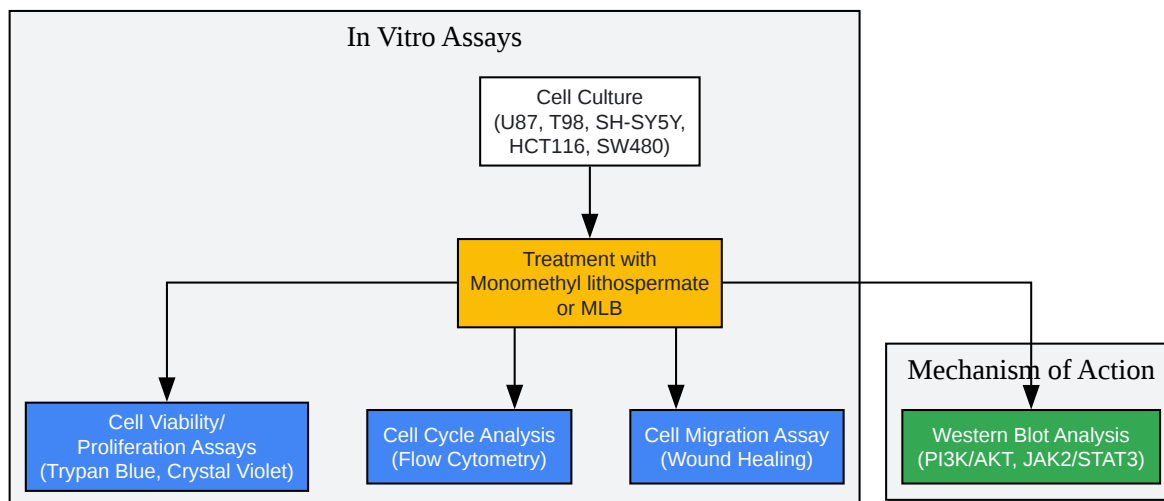 In Vitro Assays
Cell Culture
(U87, T98, SH-SY5Y,
HCT116, SW480)
Treatment with
Monomethyl lithospermate
or MLB
Cell Viability/
Proliferation Assays
(Trypan Blue, Crystal Violet)
Cell Cycle Analysis
(Flow Cytometry)
Cell Migration Assay
(Wound Healing)
Mechanism of Action
Western Blot Analysis
(PI3K/AKT, JAK2/STAT3)